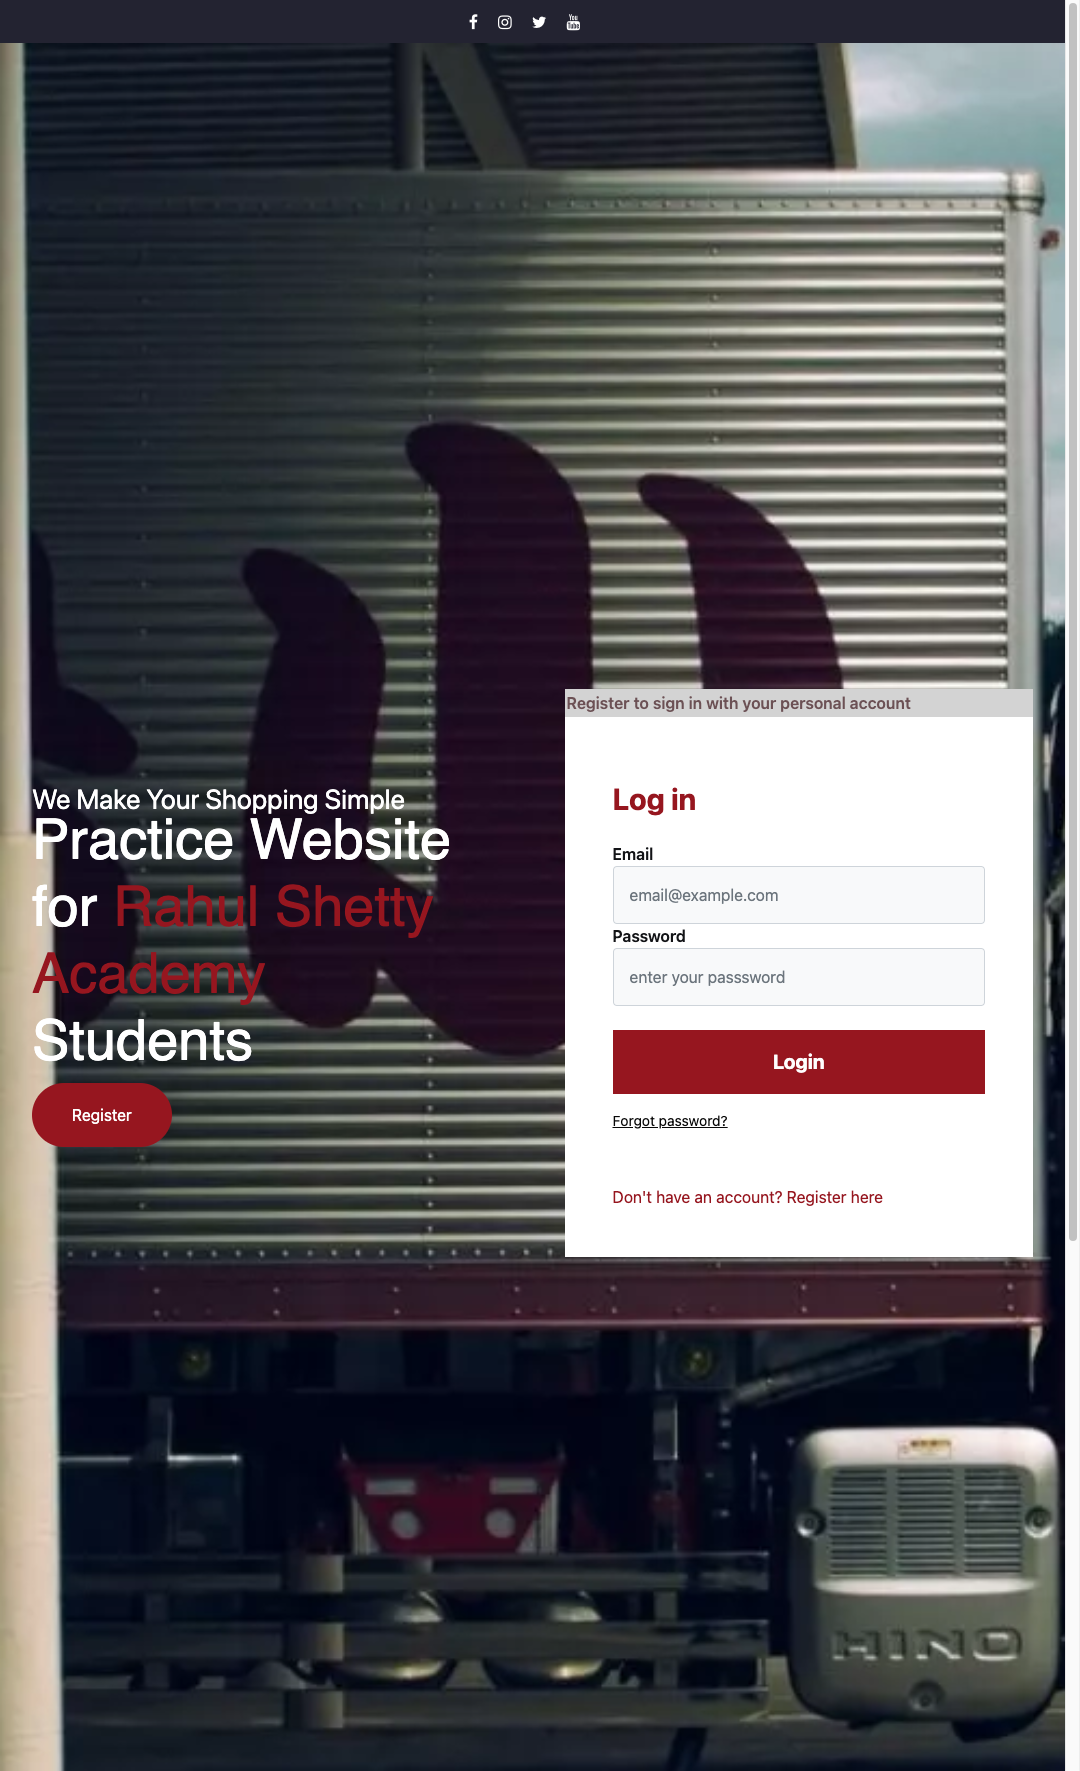 We Make Your Shopping Simple
Practice Website
for Rahul Shetty
Academy
Students
Register
Register to sign in with your personal account
Log in
Email
email@example.com
Password
enter your passsword
Login
Forgot password?
Don't have an account? Register here
HINO